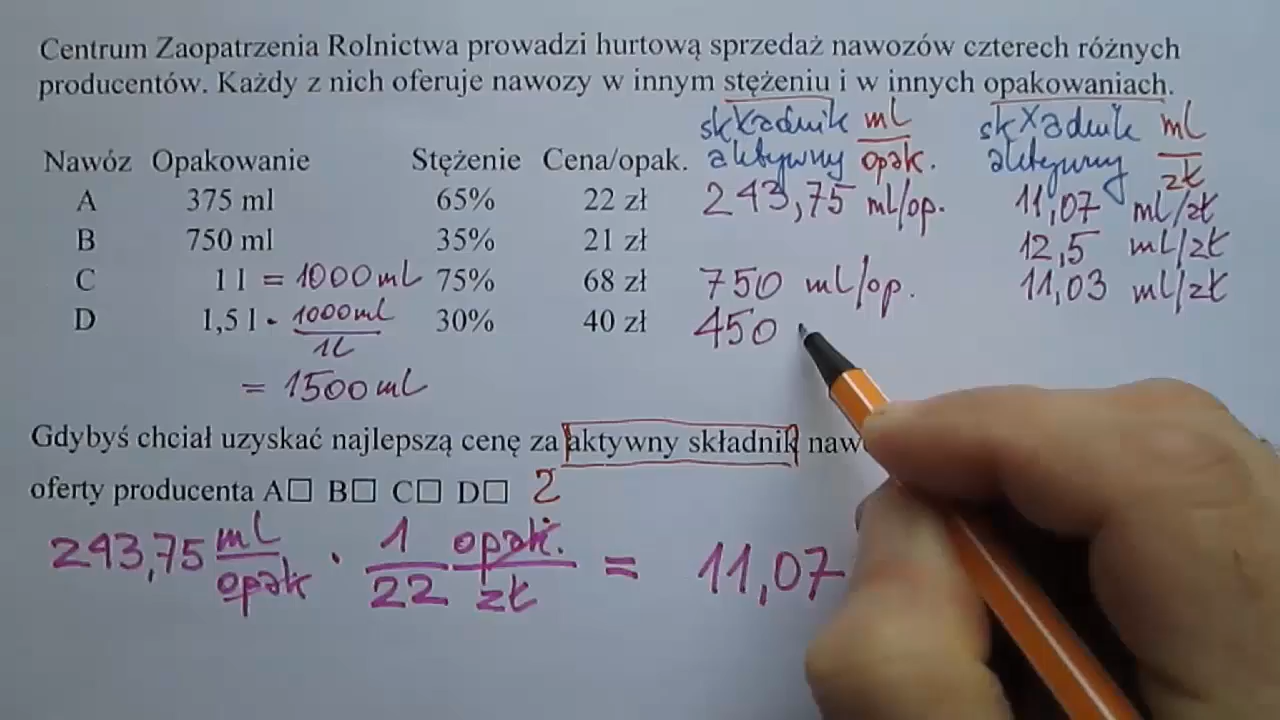 Centrum Zaopatrzenia Rolnictwa prowadzi hurtową sprzedaż nawozów czterech różnych
producentów. Każdy z nich oferuje nawozy w innym stężeniu i w innych opakowaniach.
składnik ml składnik ml
Nawóz Opakowanie Stężenie Cena/opak. aktywny opak. aktywny zł
A 375 ml 65% 22 zł 243,75 ml/op. 11,07 ml/zł
B 750 ml 35% 21 zł 12,5 ml/zł
C 1 l = 1000 ml 75% 68 zł 750 ml/op. 11,03 ml/zł
D 1,5 l · 1000 ml 30% 40 zł 450
1L
= 1500 ml
Gdybyś chciał uzyskać najlepszą cenę za aktywny składnik
oferty producenta A☐ B☐ C☐ D☐ 2
243,75 ml/opak · 1/22 opak./zł = 11,07